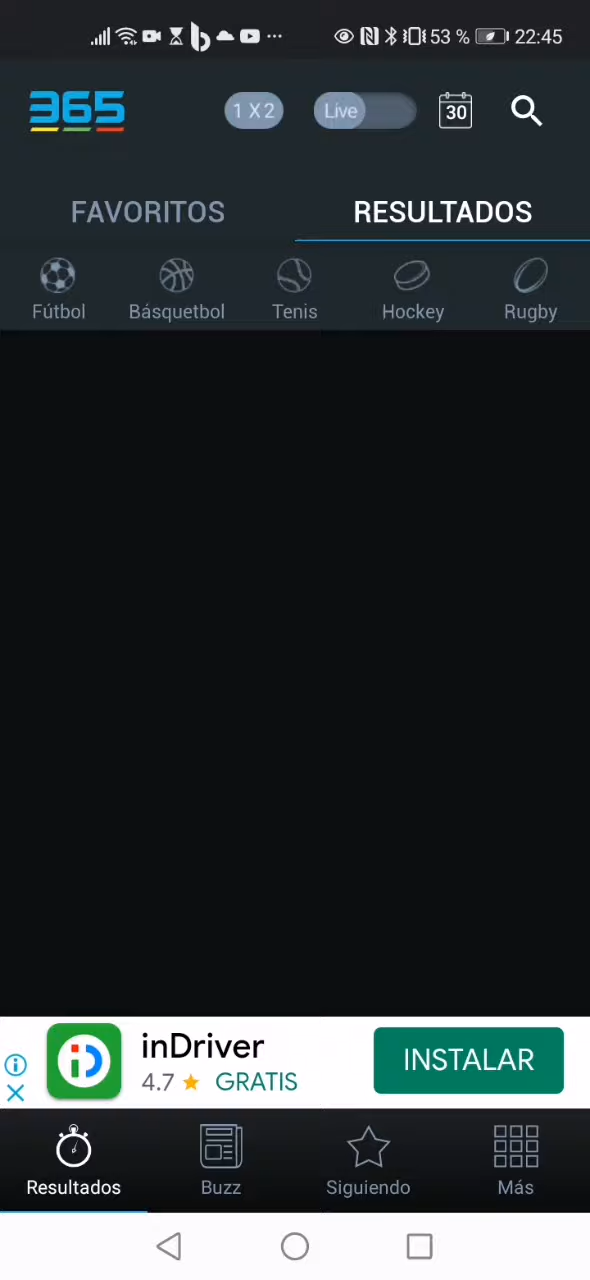 53 % 22:45
365 1 X 2 Live 30
FAVORITOS RESULTADOS
Fútbol Básquetbol Tenis Hockey Rugby
inDriver
4.7 GRATIS
INSTALAR
Resultados Buzz Siguiendo Más